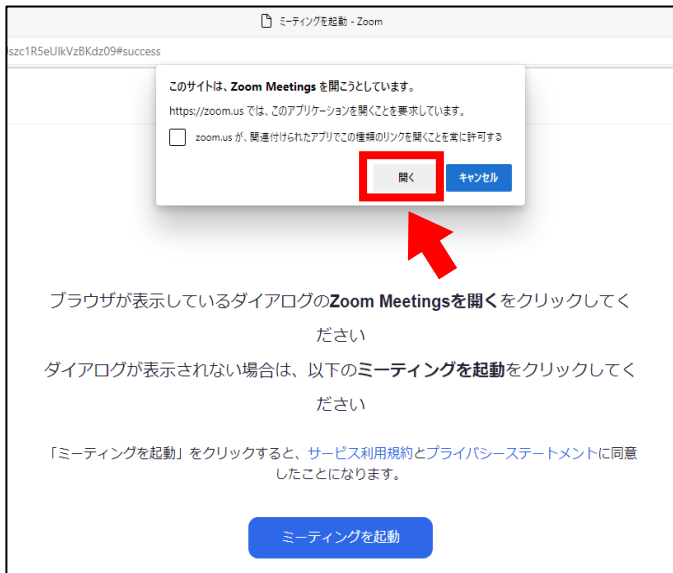 ミーティングを起動 - Zoom
Jszc1R5eUlkVzBKdz09#success
このサイトは、Zoom Meetings を開こうとしています。
https://zoom.us では、このアプリケーションを開くことを要求しています。
zoom.us が、関連付けられたアプリでこの種類のリンクを開くことを常に許可する
開く
キャンセル
ブラウザが表示しているダイアログのZoom Meetingsを開くをクリックしてく
ださい
ダイアログが表示されない場合は、以下のミーティングを起動をクリックしてく
ださい
「ミーティングを起動」をクリックすると、サービス利用規約とプライバシーステートメントに同意
したことになります。
ミーティングを起動